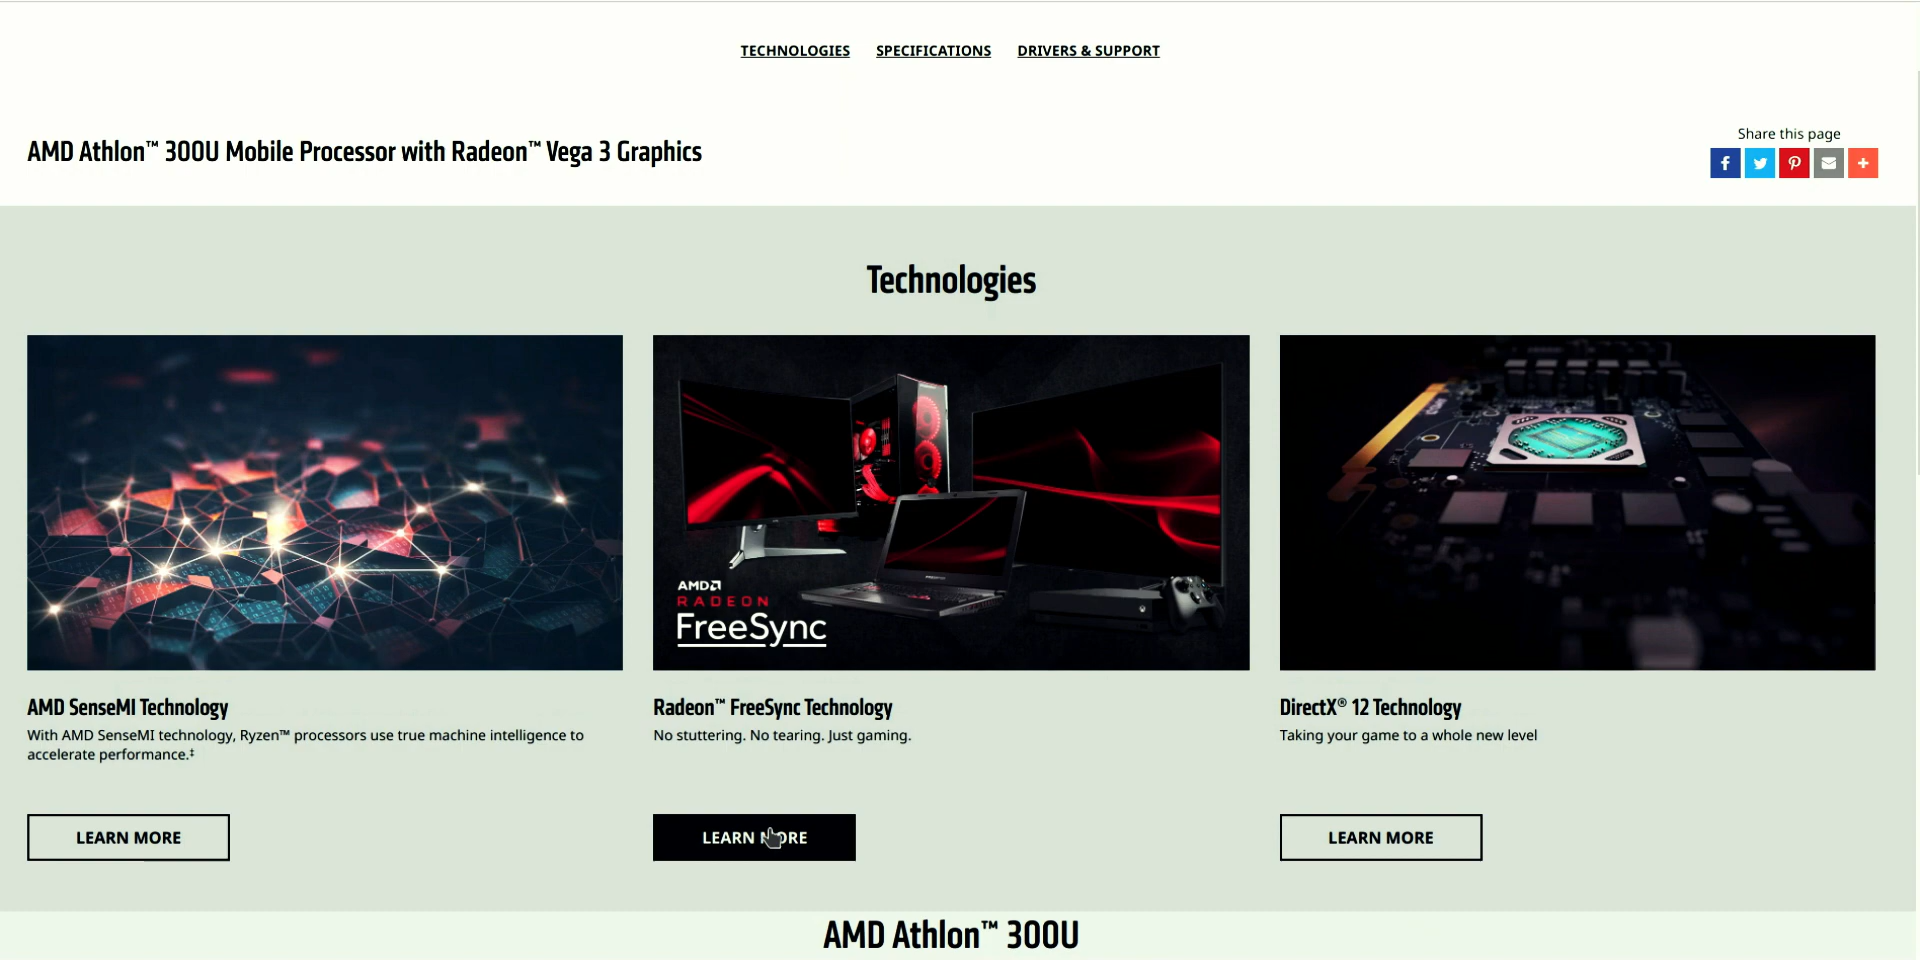 TECHNOLOGIES SPECIFICATIONS DRIVERS & SUPPORT
AMD Athlon™ 300U Mobile Processor with Radeon™ Vega 3 Graphics
Share this page
Technologies
AMD
RADEON
FreeSync
AMD SenseMI Technology
With AMD SenseMI technology, Ryzen™ processors use true machine intelligence to
accelerate performance.‡
LEARN MORE
Radeon™ FreeSync Technology
No stuttering. No tearing. Just gaming.
LEARN MORE
DirectX® 12 Technology
Taking your game to a whole new level
LEARN MORE
AMD Athlon™ 300U